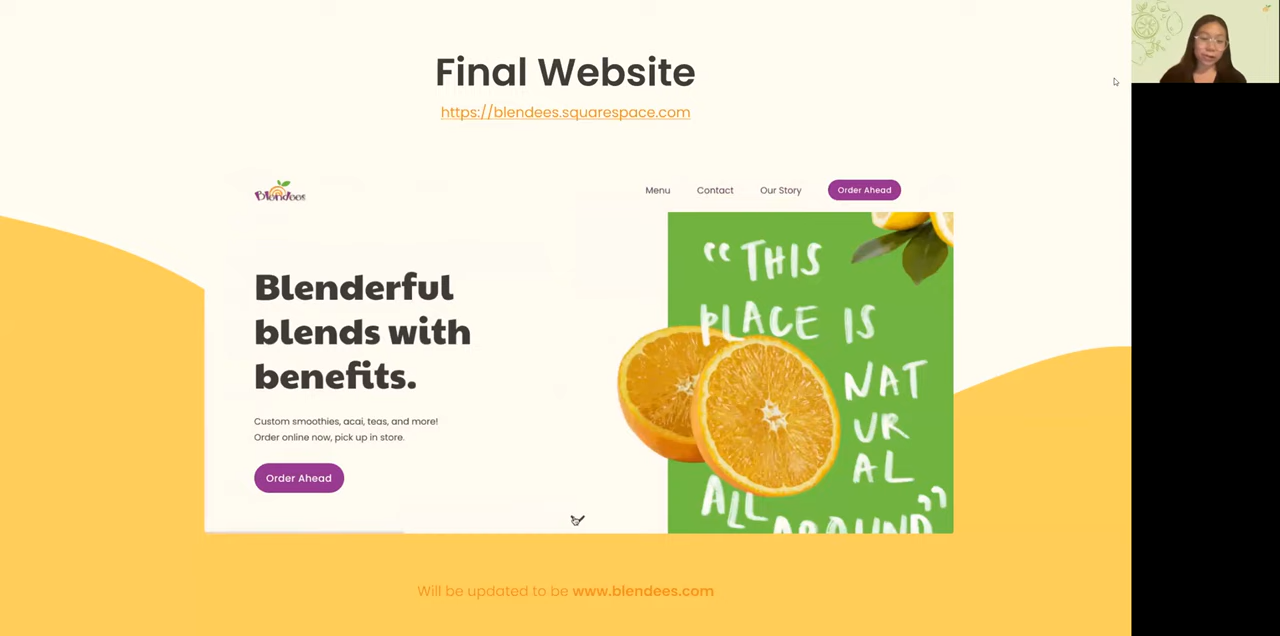 Final Website
https://blendees.squarespace.com
Blendees
Menu Contact Our Story Order Ahead
Blenderful
blends with
benefits.
Custom smoothies, acai, teas, and more!
Order online now, pick up in store.
Order Ahead
“THIS
PLACE IS
NAT
UR
AL
ALL
AROUND”
Will be updated to be www.blendees.com